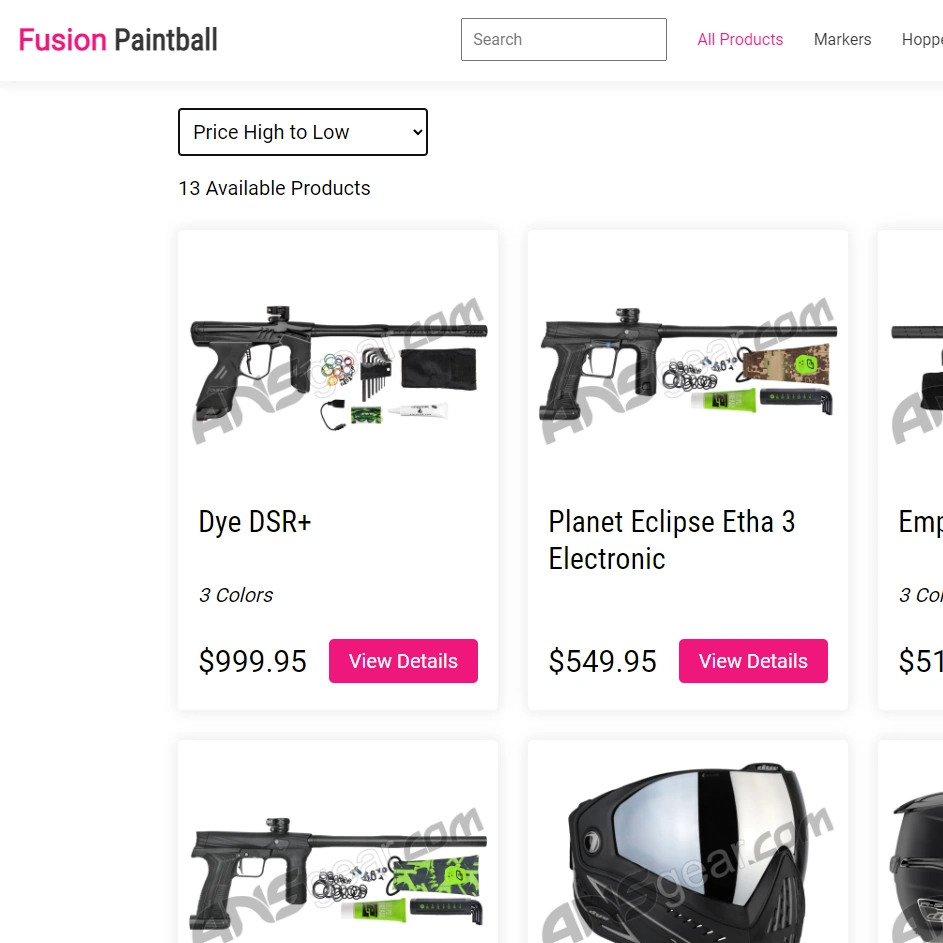 Fusion Paintball
Search
All Products
Markers
Hoppe
Price High to Low
13 Available Products
ANSgear.com
ANSgear.com
Dye DSR+
Planet Eclipse Etha 3
Electronic
Emp
3 Colors
3 Col
$999.95
View Details
$549.95
View Details
$51
ANSgear.com
ANSgear.com